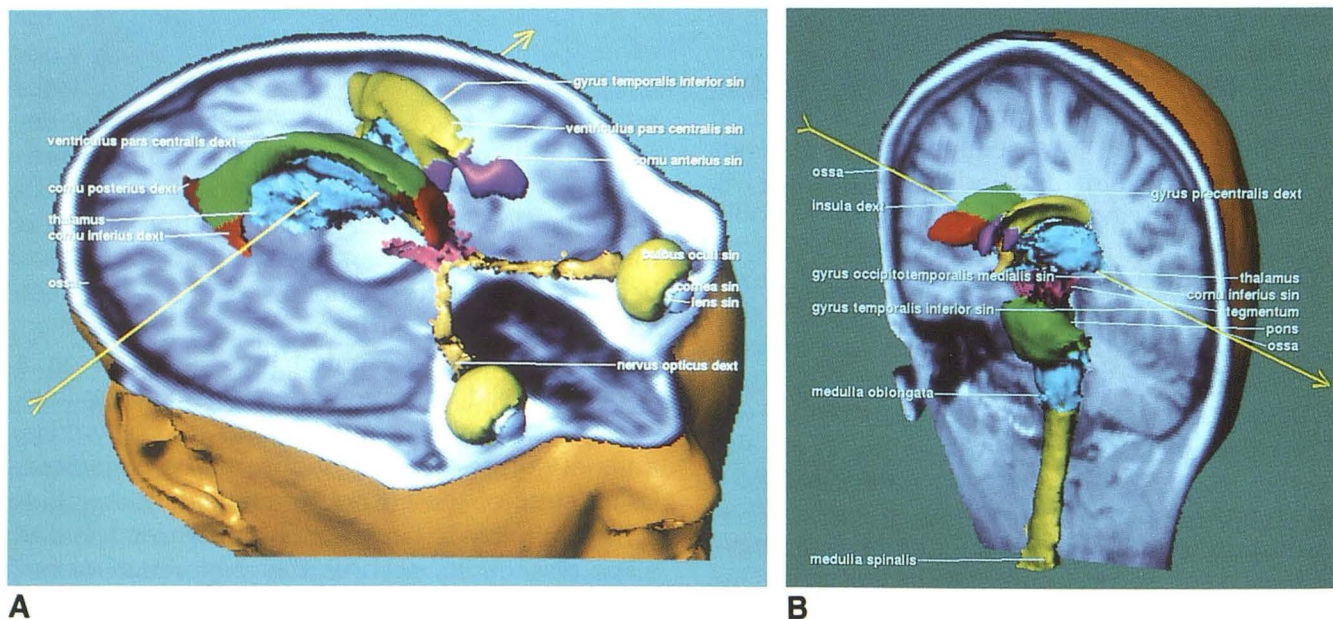 gyrus temporalis inferior sin
ventriculus pars centralis sin
ventriculus pars centralis dext
cornu anterius sin
cornu posterius dext
thalamus
cornu inferius dext
bulbus oculi sin
ossa
cornea sin
lens sin
nervus opticus dext
A
ossa
gyrus precentralis dext
insula dext
gyrus occipitotemporalis medialis sin
thalamus
cornu inferius sin
gyrus temporalis inferior sin
tegmentum
pons
ossa
medulla oblongata
medulla spinalis
B